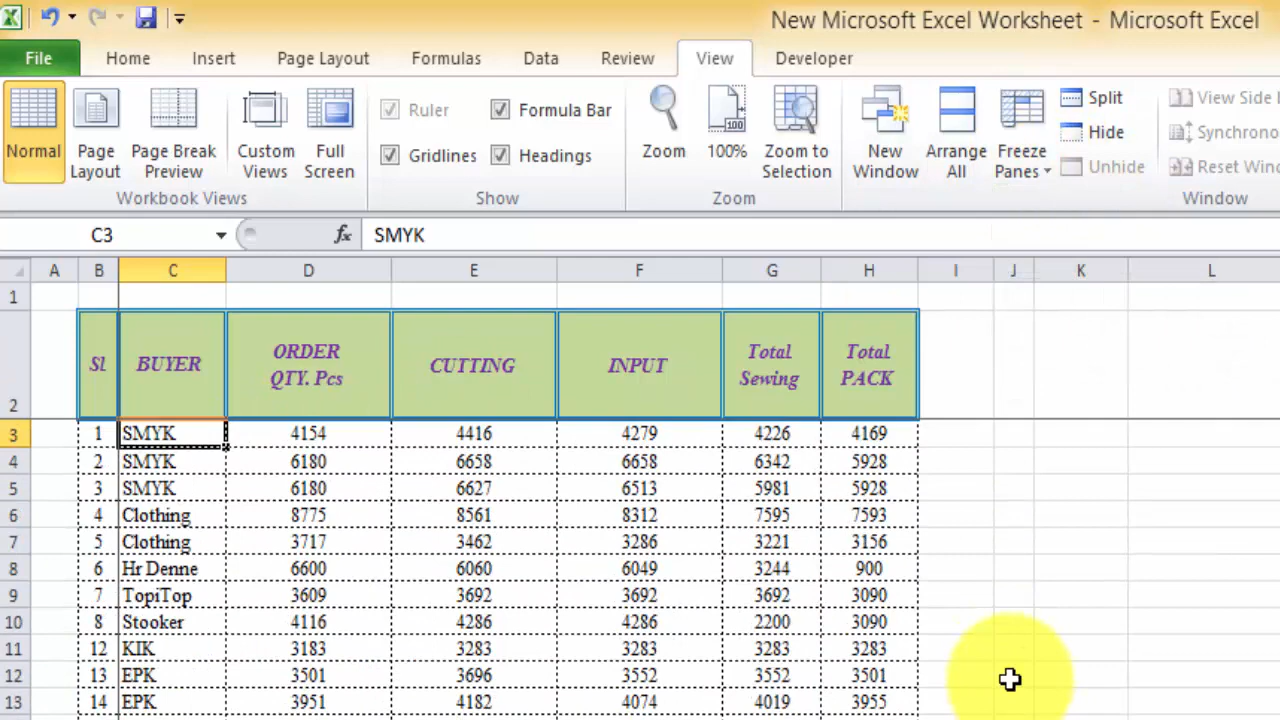 New Microsoft Excel Worksheet - Microsoft Excel
File Home Insert Page Layout Formulas Data Review View Developer
Normal Page Layout Page Break Preview Custom Views Full Screen
Workbook Views
Ruler Formula Bar
Gridlines Headings
Show
Zoom 100% Zoom to Selection
Zoom
New Window Arrange All Freeze Panes
Split
Hide
Unhide
View Side
Synchrono
Reset Wind
Window
C3 fx SMYK
A B C D E F G H I J K L
1
2 Sl BUYER ORDER QTY. Pcs CUTTING INPUT Total Sewing Total PACK
3 1 SMYK 4154 4416 4279 4226 4169
4 2 SMYK 6180 6658 6658 6342 5928
5 3 SMYK 6180 6627 6513 5981 5928
6 4 Clothing 8775 8561 8312 7595 7593
7 5 Clothing 3717 3462 3286 3221 3156
8 6 Hr Denne 6600 6060 6049 3244 900
9 7 TopiTop 3609 3692 3692 3692 3090
10 8 Stooker 4116 4286 4286 2200 3090
11 12 KIK 3183 3283 3283 3283 3283
12 13 EPK 3501 3696 3552 3552 3501
13 14 EPK 3951 4182 4074 4019 3955